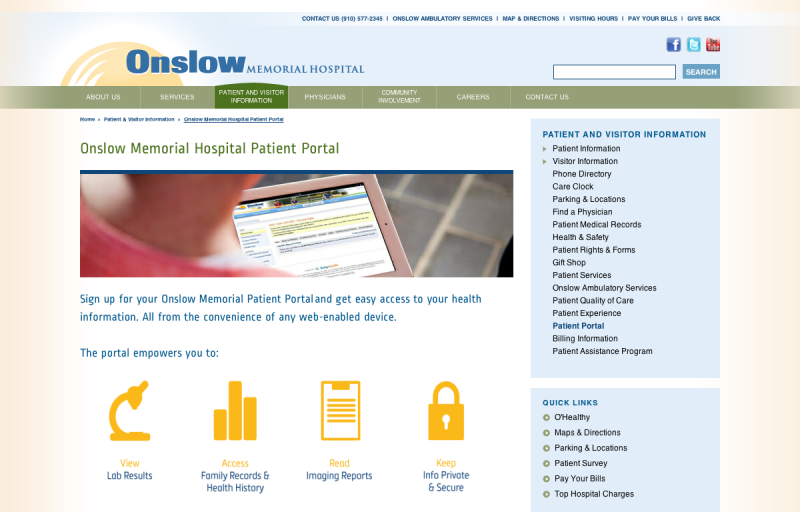 CONTACT US (910) 577-2345 | ONSLOW AMBULATORY SERVICES | MAP & DIRECTIONS | VISITING HOURS | PAY YOUR BILLS | GIVE BACK
Onslow MEMORIAL HOSPITAL
SEARCH
ABOUT US
SERVICES
PATIENT AND VISITOR
INFORMATION
PHYSICIANS
COMMUNITY
INVOLVEMENT
CAREERS
CONTACT US
Home
Patient & Visitor Information
Onslow Memorial Hospital Patient Portal
Onslow Memorial Hospital Patient Portal
Sign up for your Onslow Memorial Patient Portal and get easy access to your health
information. All from the convenience of any web-enabled device.
The portal empowers you to:
View
Lab Results
Access
Family Records &
Health History
Read
Imaging Reports
Keep
Info Private
& Secure
PATIENT AND VISITOR INFORMATION
Patient Information
Visitor Information
Phone Directory
Care Clock
Parking & Locations
Find a Physician
Patient Medical Records
Health & Safety
Patient Rights & Forms
Gift Shop
Patient Services
Onslow Ambulatory Services
Patient Quality of Care
Patient Experience
Patient Portal
Billing Information
Patient Assistance Program
QUICK LINKS
O'Healthy
Maps & Directions
Parking & Locations
Patient Survey
Pay Your Bills
Top Hospital Charges